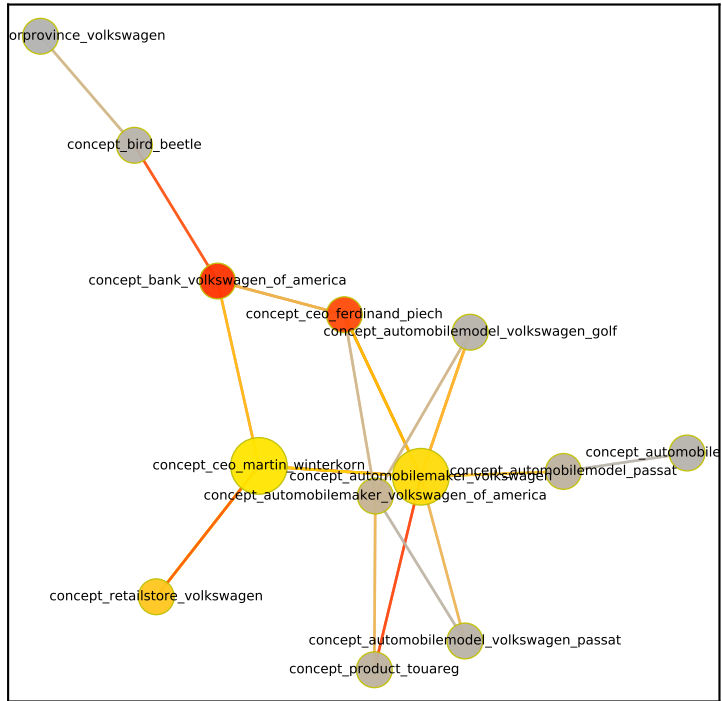 orprovince_volkswagen
concept_bird_beetle
concept_bank_volkswagen_of_america
concept_ceo_ferdinand_piech
concept_automobilemodel_volkswagen_golf
concept_automobile
concept_ceo_martin_winterkorn
concept_automobilemodel_passat
concept_automobilemaker_volkswagen
concept_automobilemaker_volkswagen_of_america
concept_retailstore_volkswagen
concept_automobilemodel_volkswagen_passat
concept_product_touareg